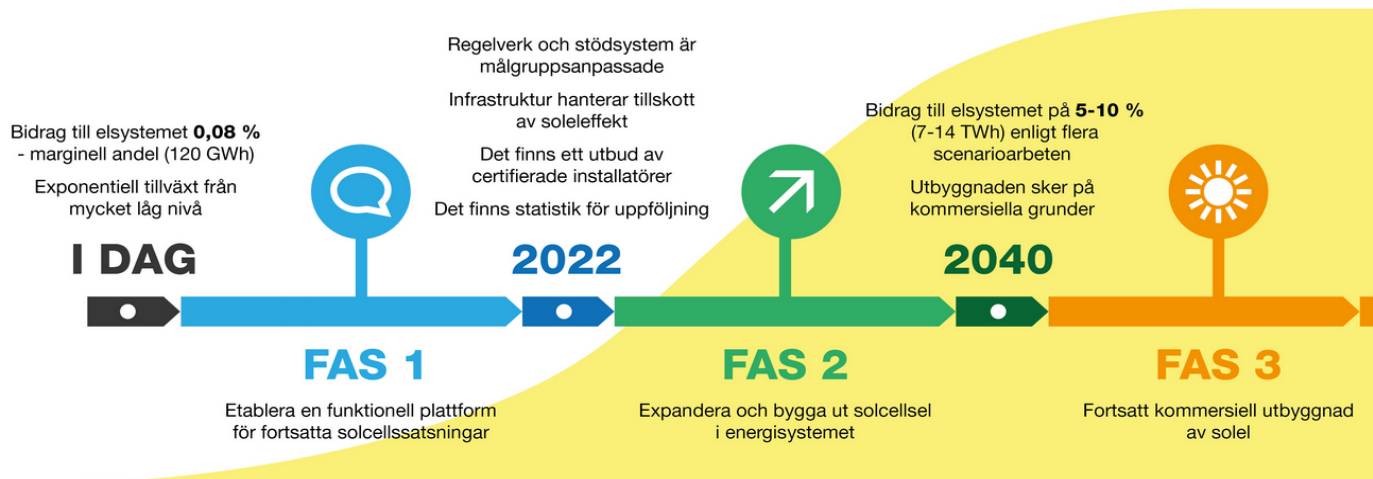 Bidrag till elsystemet 0,08 %
- marginell andel (120 GWh)
Exponentiell tillväxt från
mycket låg nivå
I DAG
FAS 1
Etablera en funktionell plattform
för fortsatta solcellssatsningar
Regelverk och stödsystem är
målgruppsanpassade
Infrastruktur hanterar tillskott
av soleleffekt
Det finns ett utbud av
certifierade installatörer
Det finns statistik för uppföljning
2022
FAS 2
Expandera och bygga ut solcellsel
i energisystemet
Bidrag till elsystemet på 5-10 %
(7-14 TWh) enligt flera
scenarioarbeten
Utbyggnaden sker på
kommersiella grunder
2040
FAS 3
Fortsatt kommersiell utbyggnad
av solel